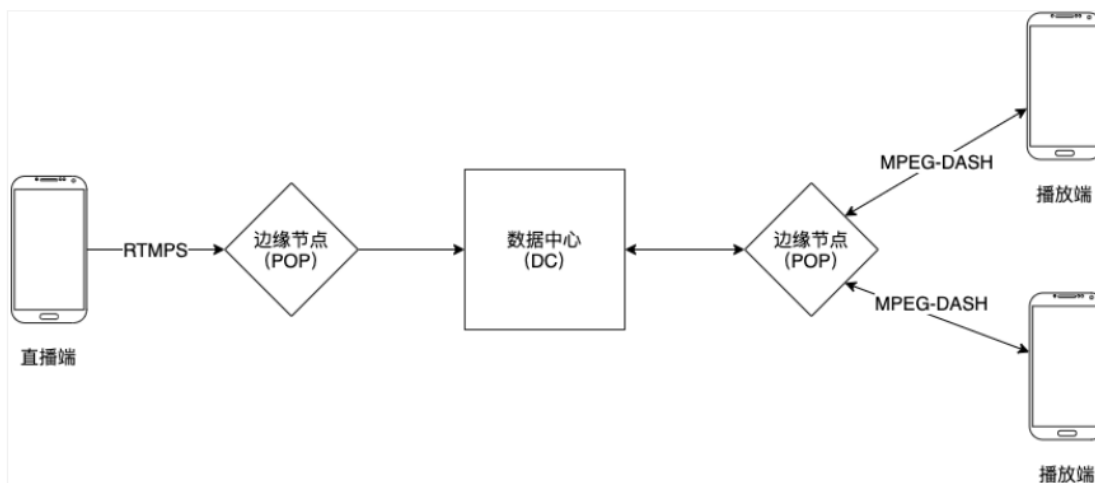 直播端
RTMPS
边缘节点
（POP）
数据中心
（DC）
边缘节点
（POP）
MPEG-DASH
播放端
MPEG-DASH
播放端